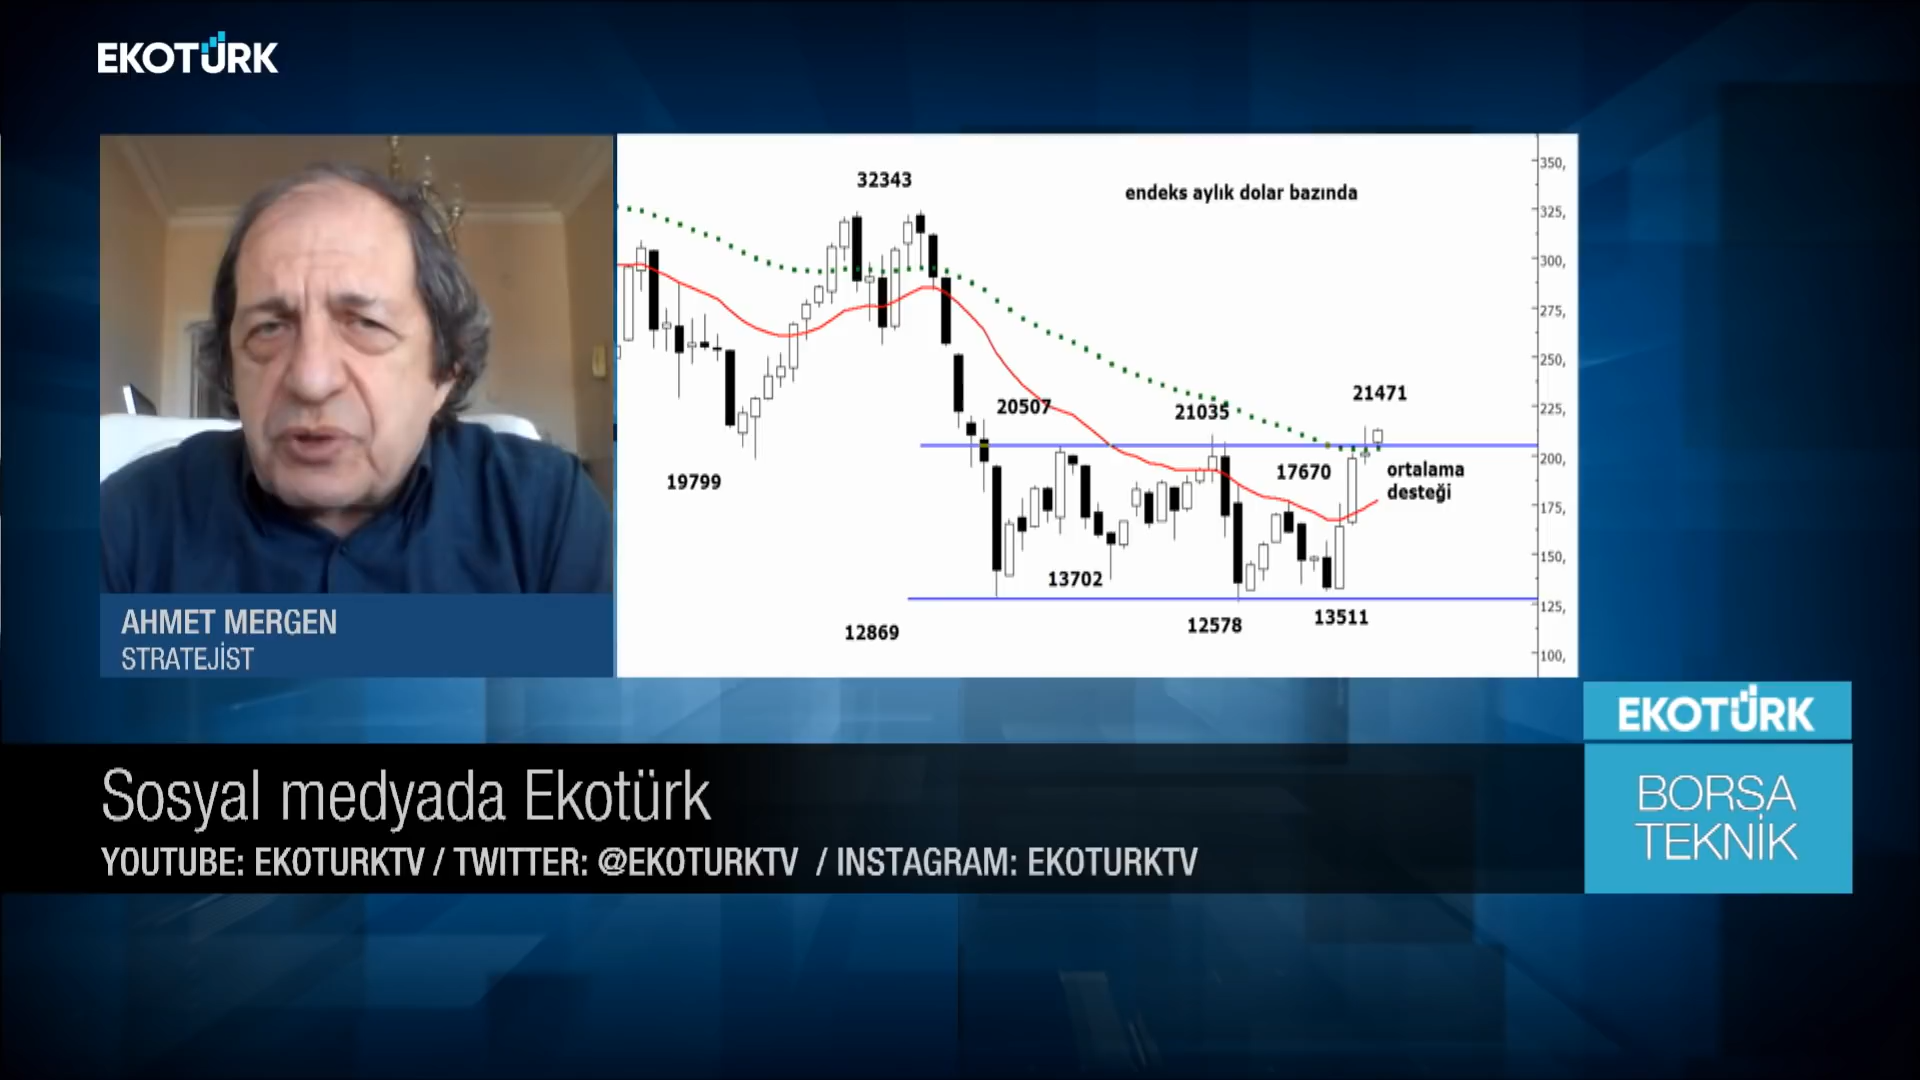 EKOTÜRK
32343
endeks aylık dolar bazında
350,
325,
300,
275,
250,
225,
200,
175,
150,
125,
100,
21471
20507
21035
19799
17670
ortalama
desteği
13702
12869
12578
13511
AHMET MERGEN
STRATEJİST
EKOTÜRK
BORSA
TEKNİK
Sosyal medyada Ekotürk
YOUTUBE: EKOTURKTV / TWITTER: @EKOTURKTV / INSTAGRAM: EKOTURKTV